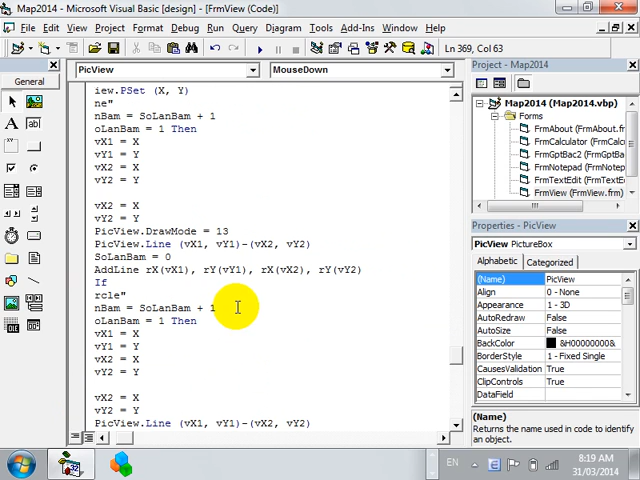 Map2014 - Microsoft Visual Basic [design] - [FrmView (Code)]
File Edit View Project Format Debug Run Query Diagram Tools Add-Ins Window Help
Ln 369, Col 63
General
PicView
MouseDown
iew.PSet (X, Y)
ne"
nBam = SoLanBam + 1
oLanBam = 1 Then
vX1 = X
vY1 = Y
vX2 = X
vY2 = Y
vX2 = X
vY2 = Y
PicView.DrawMode = 13
PicView.Line (vX1, vY1)-(vX2, vY2)
SoLanBam = 0
AddLine rX(vX1), rY(vY1), rX(vX2), rY(vY2)
If
rcle"
nBam = SoLanBam + 1
oLanBam = 1 Then
vX1 = X
vY1 = Y
vX2 = X
vY2 = Y
vX2 = X
vY2 = Y
PicView.Line (vX1, vY1)-(vX2, vY2)
Project - Map2014
Map2014 (Map2014.vbp)
Forms
FrmAbout (FrmAbout.fr
FrmCalculator (FrmCalc
FrmGptBac2 (FrmGptB
FrmNotepad (FrmNotep
FrmTextEdit (FrmTextE
FrmView (FrmView.frm)
Properties - PicView
PicView PictureBox
Alphabetic Categorized
(Name) PicView
Align 0 - None
Appearance 1 - 3D
AutoRedraw False
AutoSize False
BackColor &H00000000&
BorderStyle 1 - Fixed Single
CausesValidation True
ClipControls True
DataField
(Name)
Returns the name used in code to identify
an object.
EN
8:19 AM
31/03/2014